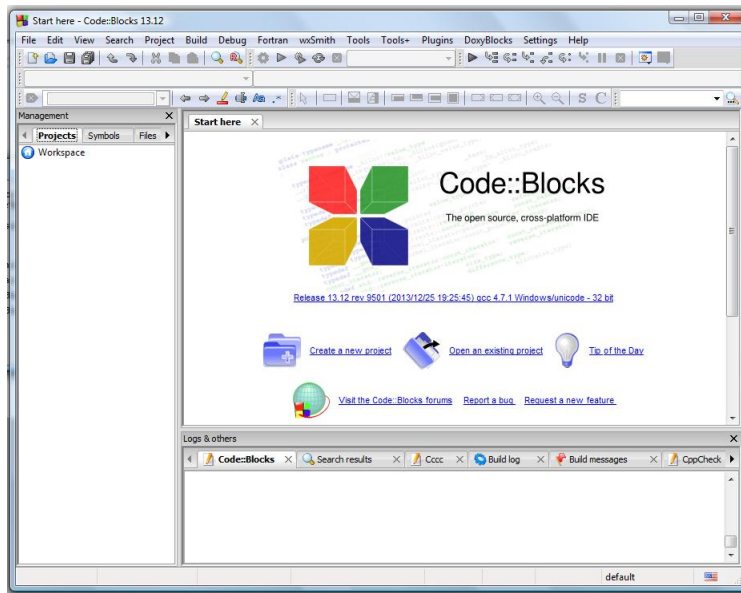 Start here - Code::Blocks 13.12
File Edit View Search Project Build Debug Fortran wxSmith Tools Tools+ Plugins DoxyBlocks Settings Help
S C
Management
Projects Symbols Files
Workspace
Start here
Code::Blocks
The open source, cross-platform IDE
Release 13.12 rev 9501 (2013/12/25 19:25:45) gcc 4.7.1 Windows/unicode - 32 bit
Create a new project Open an existing project Tip of the Day
Visit the Code::Blocks forums Report a bug Request a new feature
Logs & others
Code::Blocks Search results Cccc Build log Build messages CppCheck
default